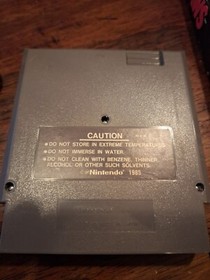 CAUTION
•DO NOT STORE IN EXTREME TEMPERATURES.
•DO NOT IMMERSE IN WATER.
•DO NOT CLEAN WITH BENZENE, THINNER,
ALCOHOL OR OTHER SUCH SOLVENTS.
©Nintendo 1985